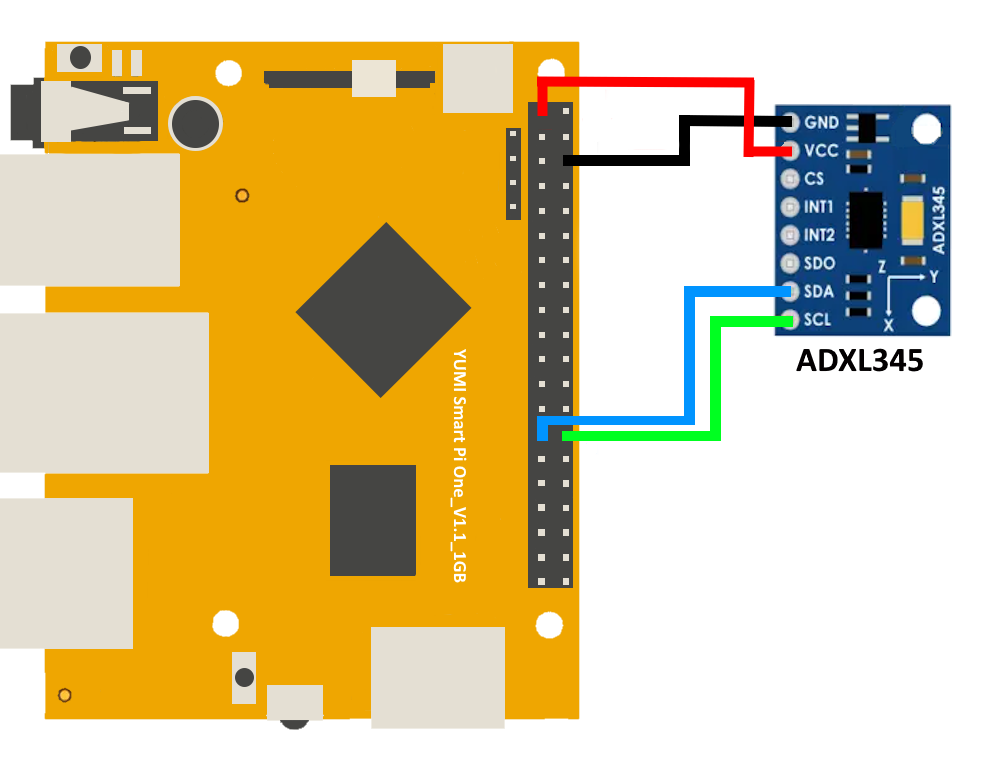 GND
VCC
CS
INT1
INT2
SDO
SDA
SCL
ADXL345
Z
Y
X
ADXL345
YUMI Smart Pi One_V1.1_1GB